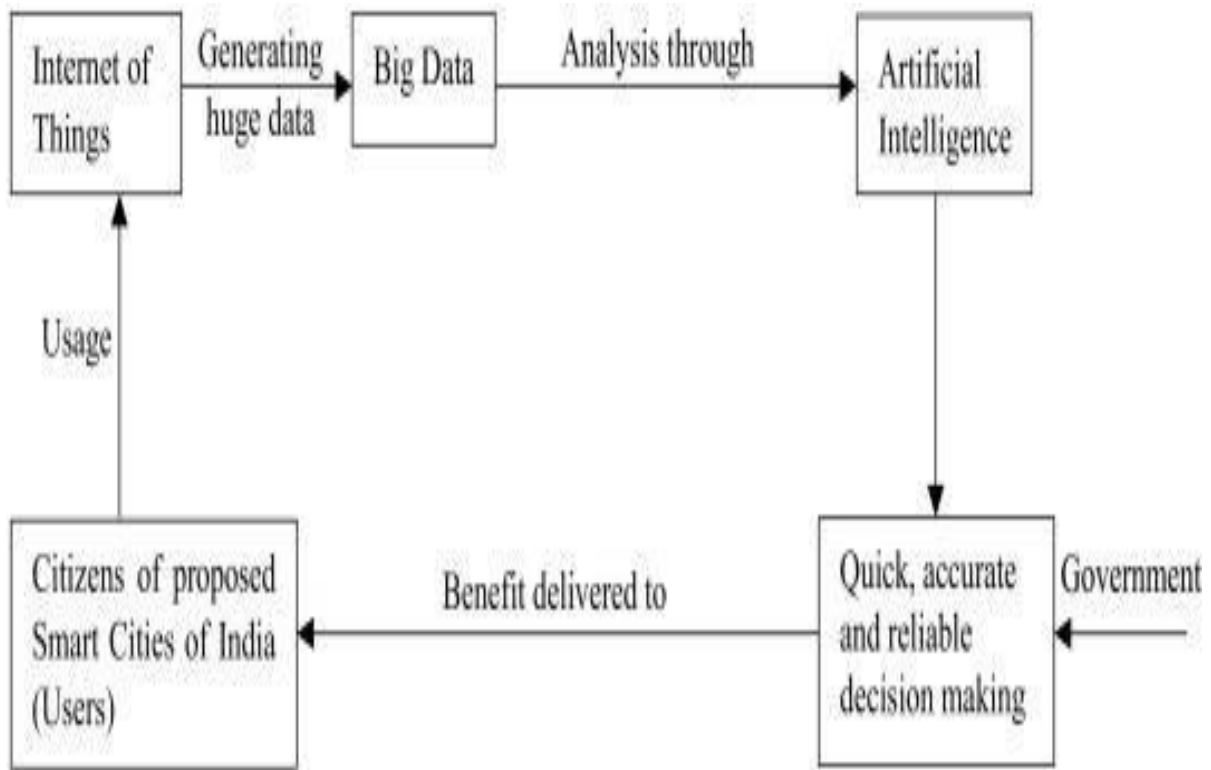 Internet of
Things
Generating
huge data
Big Data
Analysis through
Artificial
Intelligence
Usage
Citizens of proposed
Smart Cities of India
(Users)
Benefit delivered to
Quick, accurate
and reliable
decision making
Government